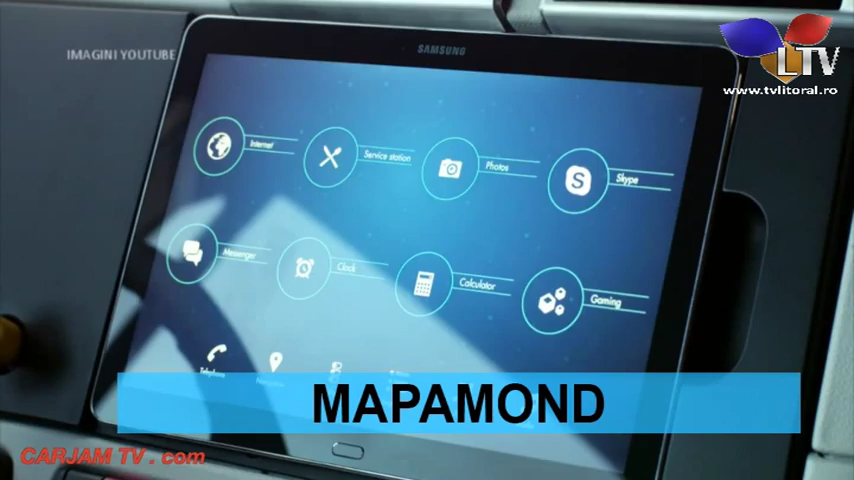 IMAGINI YOUTUBE
SAMSUNG
LTV
www.tvlitoral.ro
Internet
Service station
Photos
Skype
Messenger
Clock
Calculator
Gaming
Telephone
MAPAMOND
CARJAM TV . com